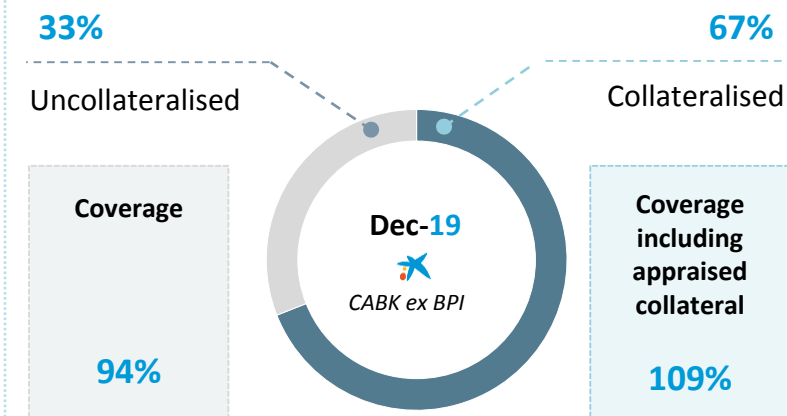 33%
67%
Uncollateralised
Collateralised
Coverage
94%
Dec-19
CABK ex BPI
Coverage
including
appraised
collateral
109%